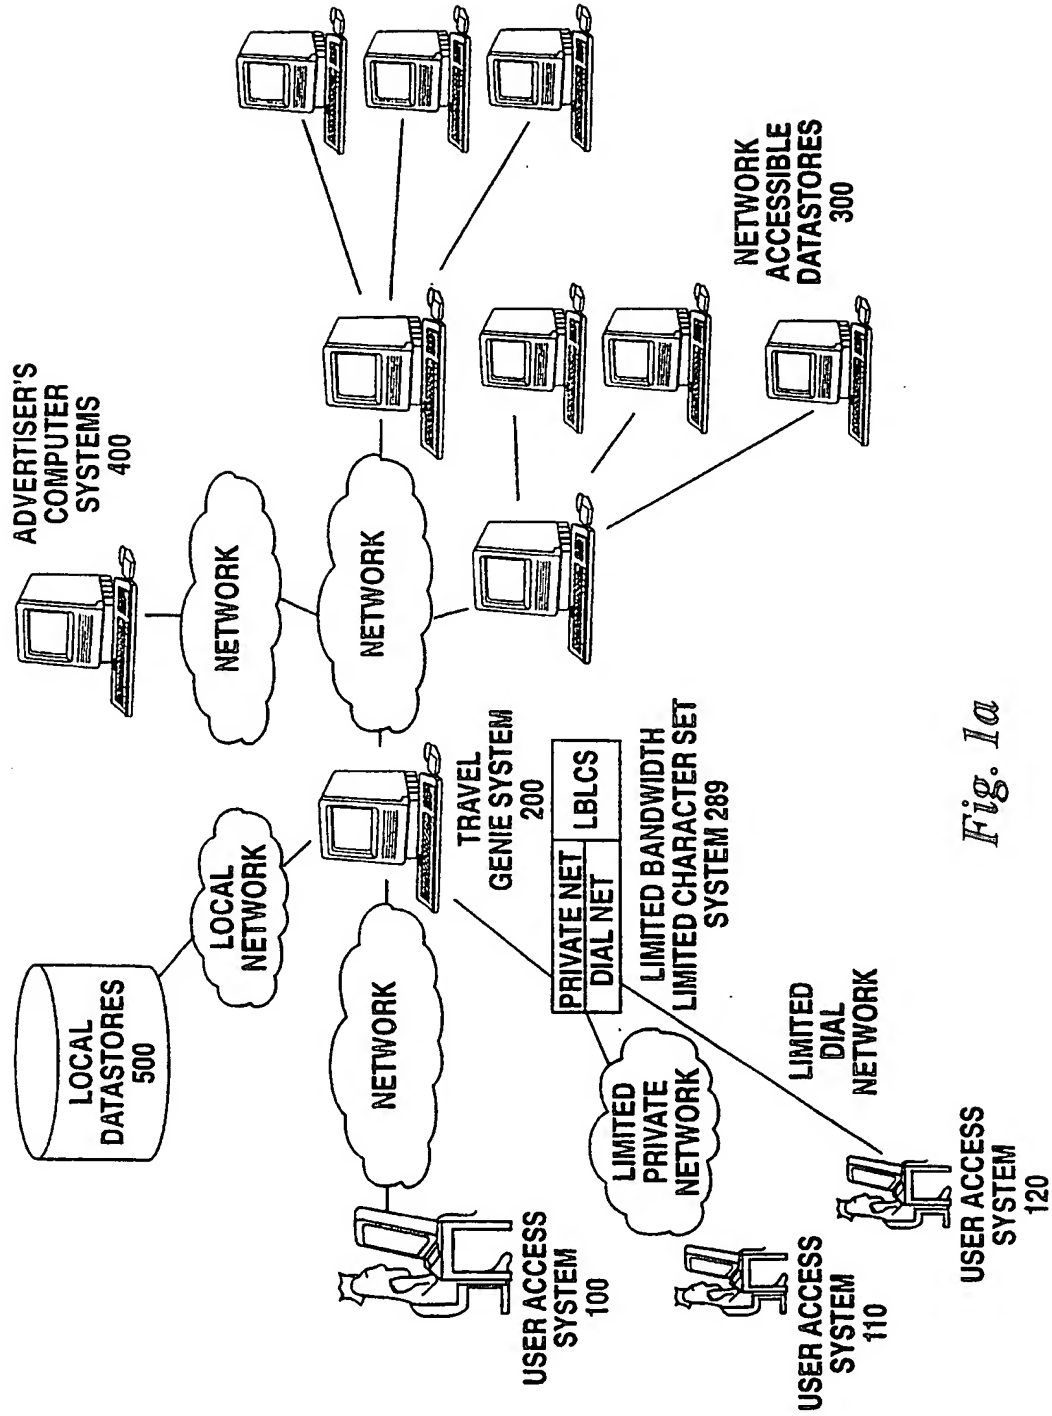 LOCAL
DATASTORES
500
LOCAL
NETWORK
ADVERTISER'S
COMPUTER
SYSTEMS
400
NETWORK
NETWORK
NETWORK
TRAVEL
GENIE SYSTEM
200
NETWORK
ACCESSIBLE
DATASTORES
300
USER ACCESS
SYSTEM
100
PRIVATE NET
DIAL NET
LBLCS
LIMITED BANDWIDTH
LIMITED CHARACTER SET
SYSTEM 289
LIMITED
PRIVATE
NETWORK
LIMITED
DIAL
NETWORK
USER ACCESS
SYSTEM
110
USER ACCESS
SYSTEM
120
Fig. 1a